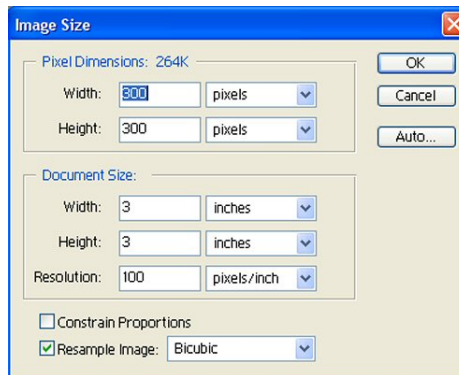 Image Size
Pixel Dimensions: 264K
OK
Width: 300 pixels
Cancel
Height: 300 pixels
Auto...
Document Size:
Width: 3 inches
Height: 3 inches
Resolution: 100 pixels/inch
Constrain Proportions
Resample Image: Bicubic